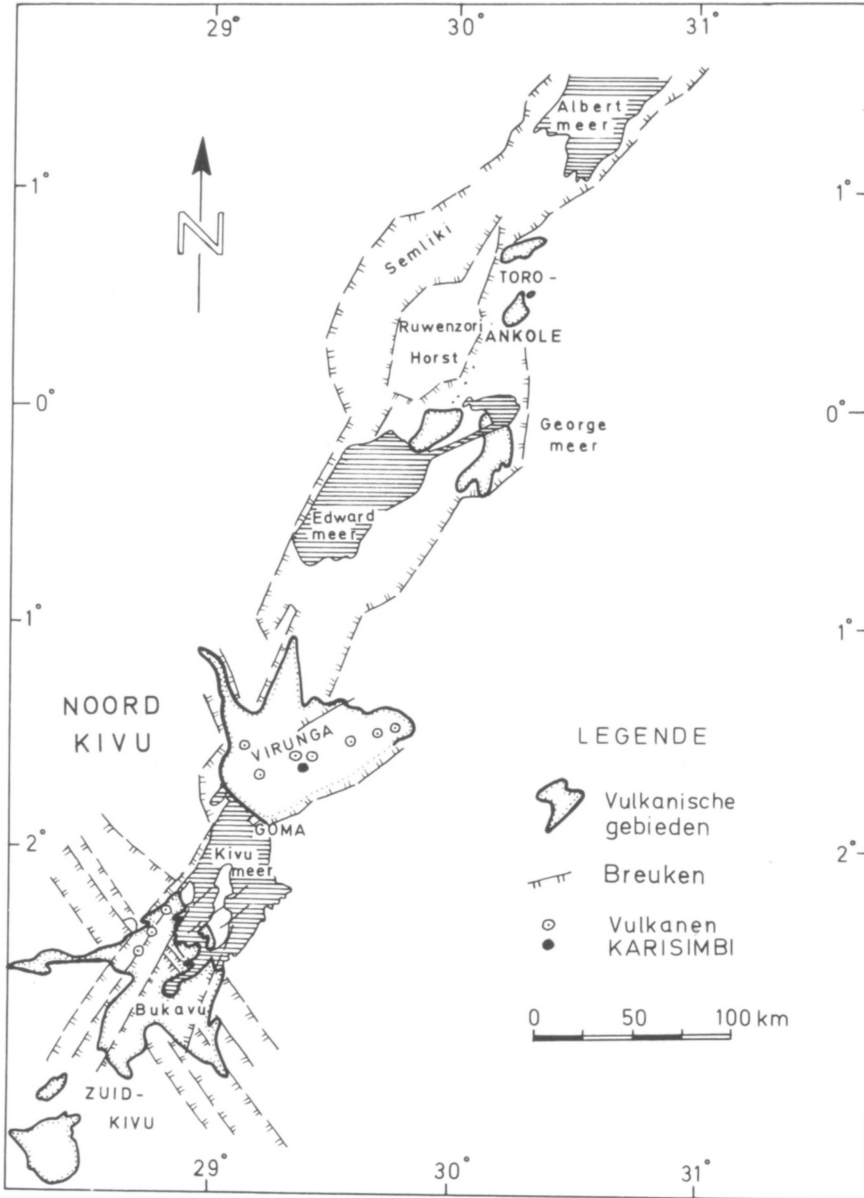 29°
30°
31°
Albert
meer
1°
1°
N
Semliki
TORO-
Ruwenzori
Horst
ANKOLE
0°
0°
George
meer
Edward
meer
1°
1°
NOORD
KIVU
VIRUNGA
LEGENDE
Vulkanische
gebieden
GOMA
2°
2°
Kivu
meer
Breuken
Vulkanen
KARISIMBI
Bukavu
0 50 100 km
ZUID-
KIVU
29°
30°
31°